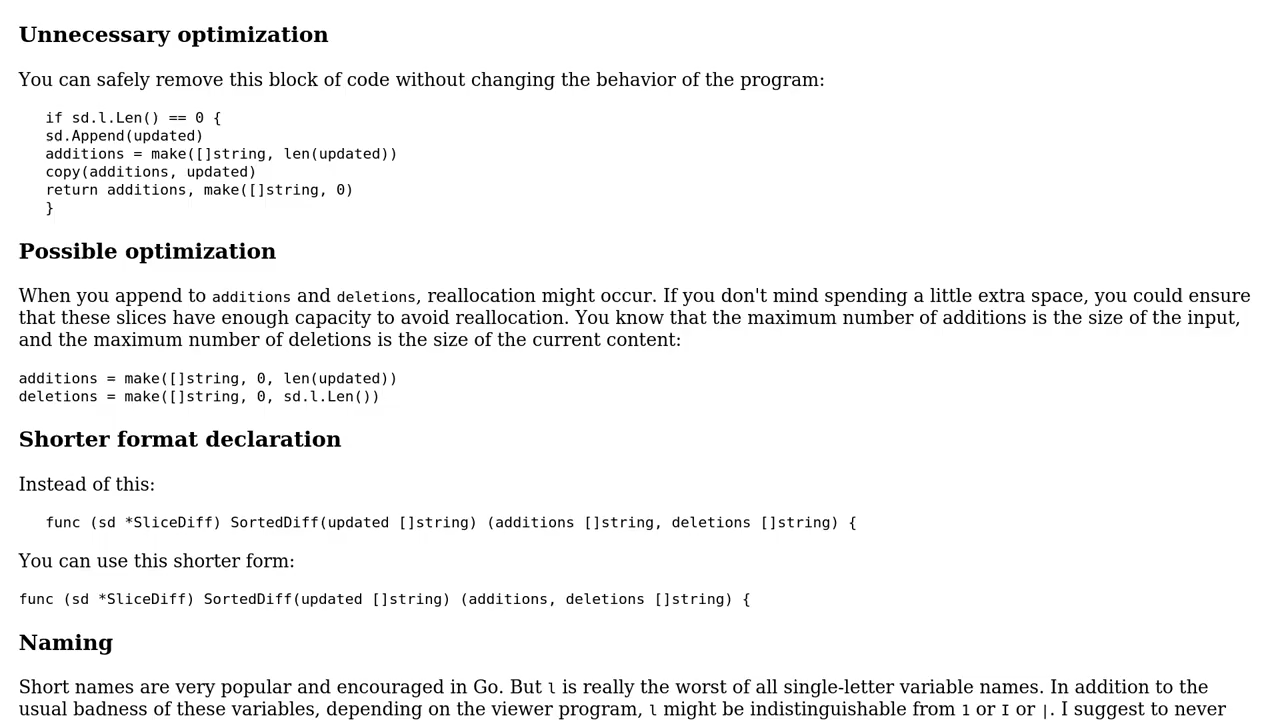 Unnecessary optimization
You can safely remove this block of code without changing the behavior of the program:
if sd.l.Len() == 0 {
sd.Append(updated)
additions = make([]string, len(updated))
copy(additions, updated)
return additions, make([]string, 0)
}
Possible optimization
When you append to additions and deletions, reallocation might occur. If you don't mind spending a little extra space, you could ensure
that these slices have enough capacity to avoid reallocation. You know that the maximum number of additions is the size of the input,
and the maximum number of deletions is the size of the current content:
additions = make([]string, 0, len(updated))
deletions = make([]string, 0, sd.l.Len())
Shorter format declaration
Instead of this:
func (sd *SliceDiff) SortedDiff(updated []string) (additions []string, deletions []string) {
You can use this shorter form:
func (sd *SliceDiff) SortedDiff(updated []string) (additions, deletions []string) {
Naming
Short names are very popular and encouraged in Go. But l is really the worst of all single-letter variable names. In addition to the
usual badness of these variables, depending on the viewer program, l might be indistinguishable from 1 or I or |. I suggest to never